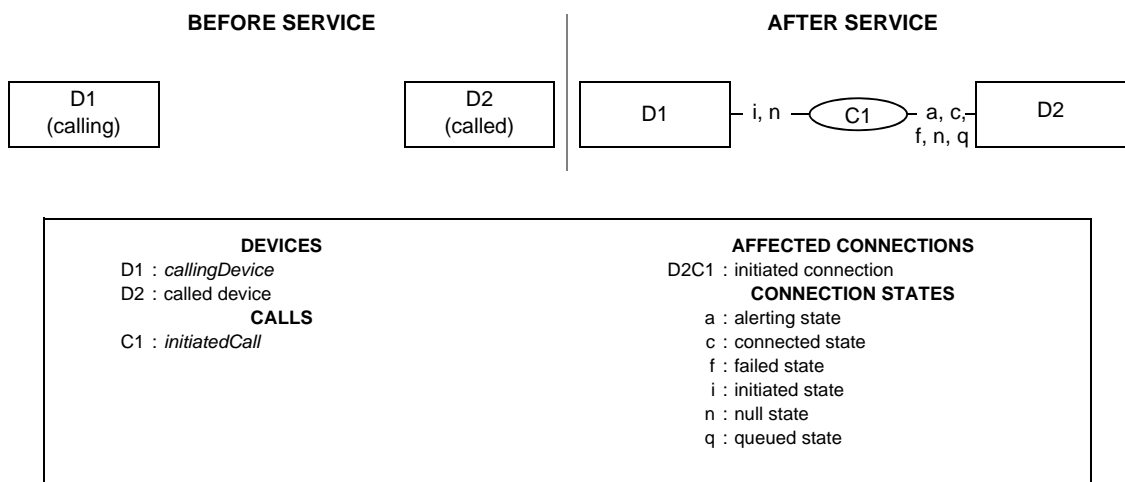 BEFORE SERVICE
AFTER SERVICE
D1
(calling)
D2
(called)
D1
i, n
C1
a, c,
f, n, q
D2
DEVICES
D1 : callingDevice
D2 : called device
CALLS
C1 : initiatedCall
AFFECTED CONNECTIONS
D2C1 : initiated connection
CONNECTION STATES
a : alerting state
c : connected state
f : failed state
i : initiated state
n : null state
q : queued state